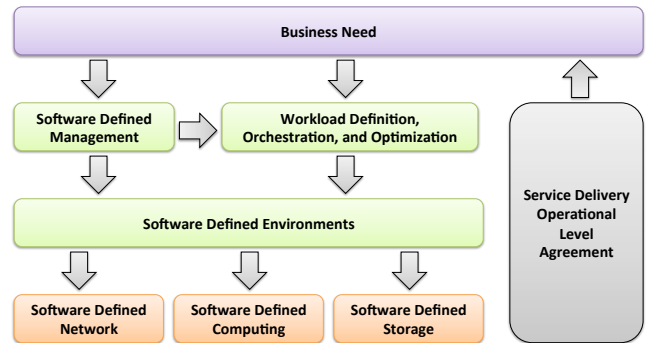 Business Need
Software Defined
Management
Workload Definition,
Orchestration, and Optimization
Service Delivery
Operational
Level
Agreement
Software Defined Environments
Software Defined
Network
Software Defined
Computing
Software Defined
Storage